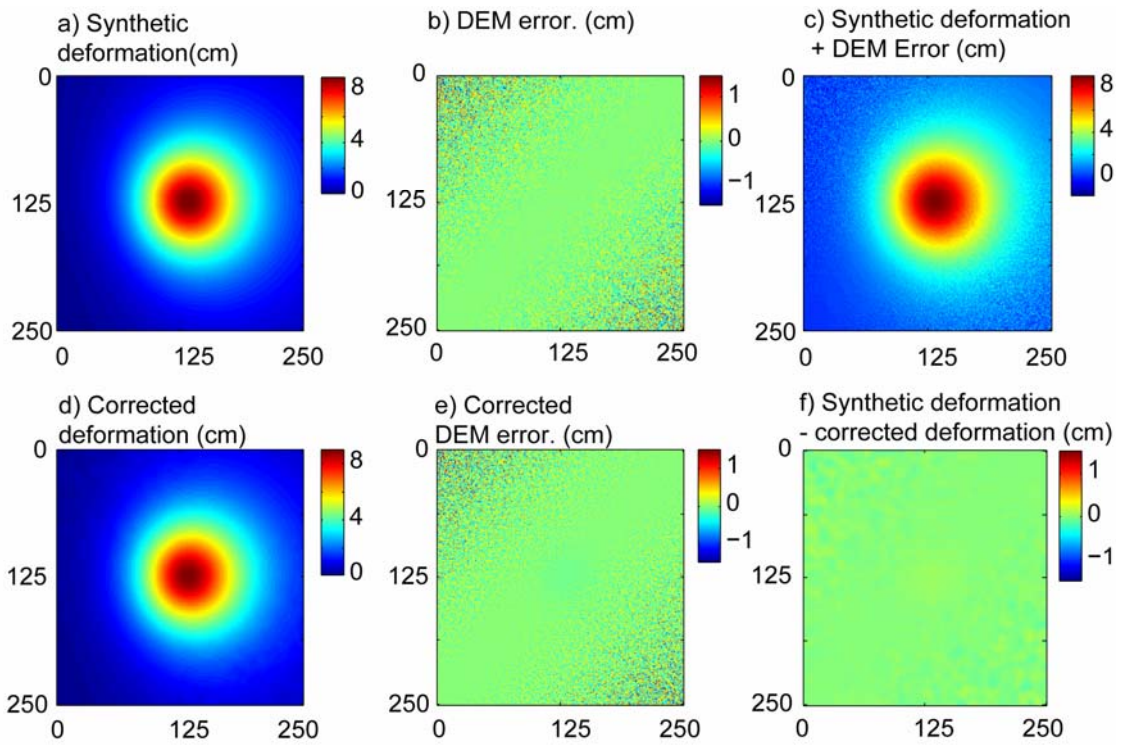 a) Synthetic
deformation(cm)
b) DEM error. (cm)
c) Synthetic deformation
+ DEM Error (cm)
0
125
250
0 125 250
8
4
0
0
125
250
0 125 250
1
0
−1
0
125
250
0 125 250
8
4
0
d) Corrected
deformation (cm)
e) Corrected
DEM error. (cm)
f) Synthetic deformation
- corrected deformation (cm)
0
125
250
0 125 250
8
4
0
0
125
250
0 125 250
1
0
−1
0
125
250
0 125 250
1
0
−1